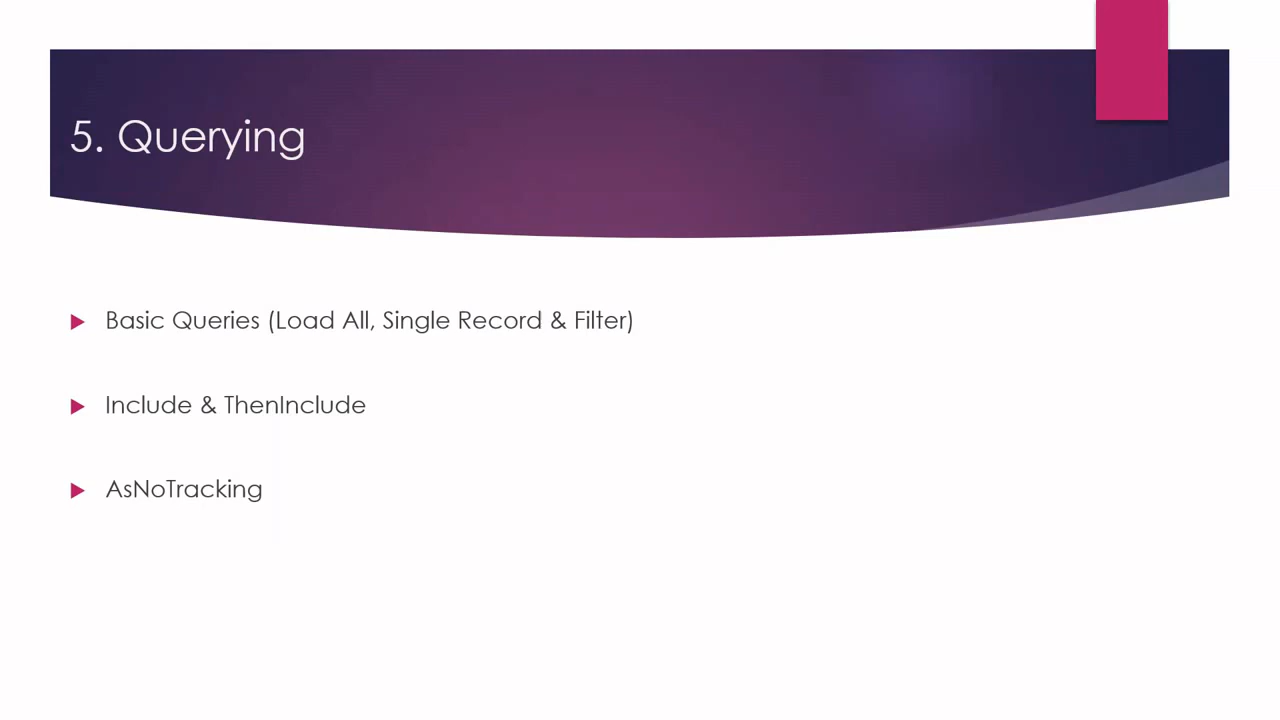 5. Querying
Basic Queries (Load All, Single Record & Filter)
Include & ThenInclude
AsNoTracking